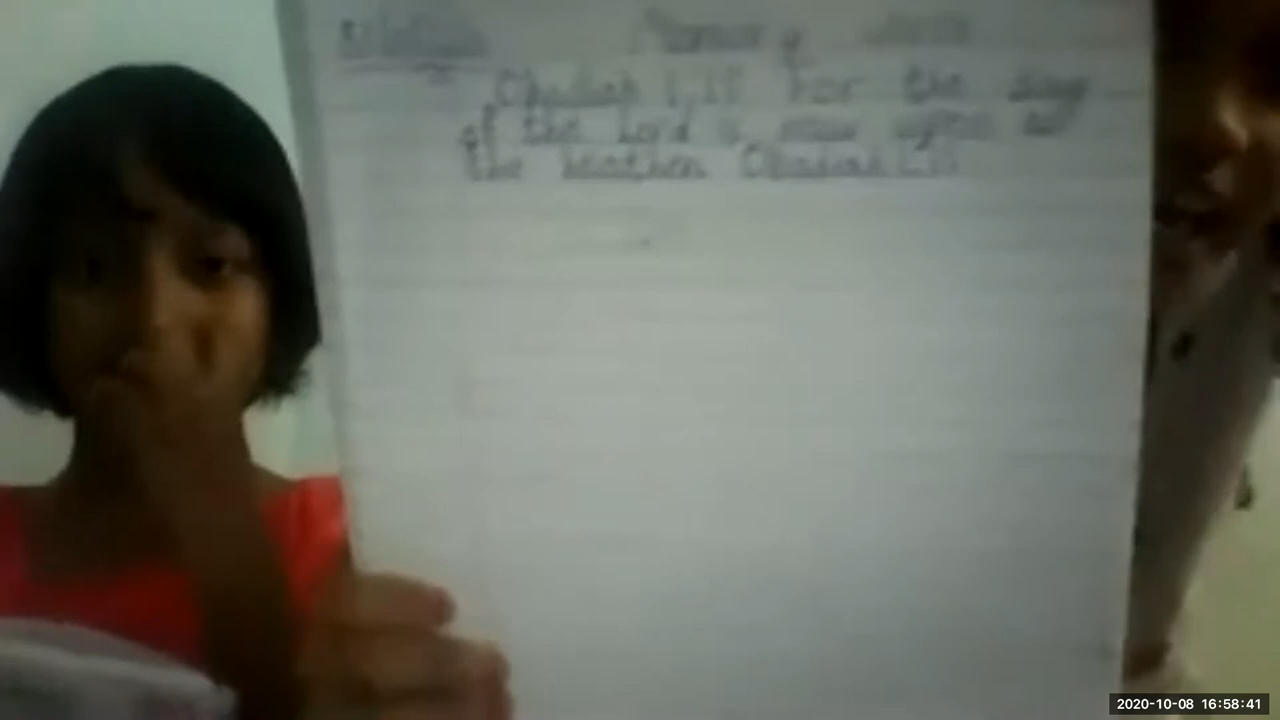 Memory
Obadiah 1:15 For the day
of the Lord is near upon all
the heathen Obadiah 1:15
2020-10-08 16:58:41